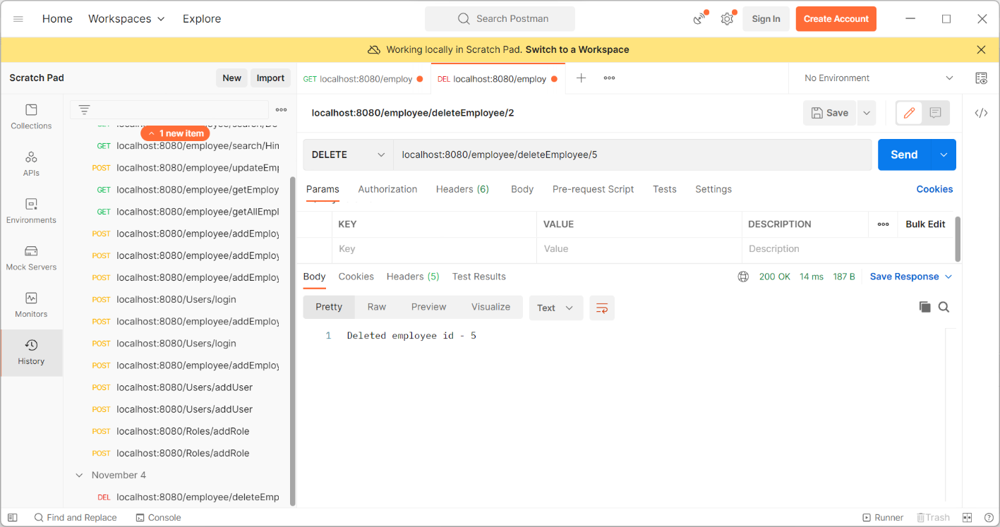 Home Workspaces Explore Search Postman Sign In Create Account
Working locally in Scratch Pad. Switch to a Workspace
Scratch Pad New Import
GET localhost:8080/employ DEL localhost:8080/employ No Environment
Collections
APIs
Environments
Mock Servers
Monitors
History
1 new item
GET localhost:8080/employee/search/Hin
POST localhost:8080/employee/updateEmp
GET localhost:8080/employee/getEmploy
GET localhost:8080/employee/getAllEmpl
POST localhost:8080/employee/addEmploy
POST localhost:8080/employee/addEmploy
POST localhost:8080/employee/addEmploy
POST localhost:8080/Users/login
POST localhost:8080/employee/addEmploy
POST localhost:8080/Users/login
POST localhost:8080/employee/addEmploy
POST localhost:8080/Users/addUser
POST localhost:8080/Users/addUser
POST localhost:8080/Roles/addRole
POST localhost:8080/Roles/addRole
November 4
DEL localhost:8080/employee/deleteEmp
localhost:8080/employee/deleteEmployee/2 Save
DELETE localhost:8080/employee/deleteEmployee/5 Send
Params Authorization Headers (6) Body Pre-request Script Tests Settings Cookies
KEY VALUE DESCRIPTION Bulk Edit
Key Value Description
Body Cookies Headers (5) Test Results 200 OK 14 ms 187 B Save Response
Pretty Raw Preview Visualize Text
1 Deleted employee id - 5
Find and Replace Console Runner Trash